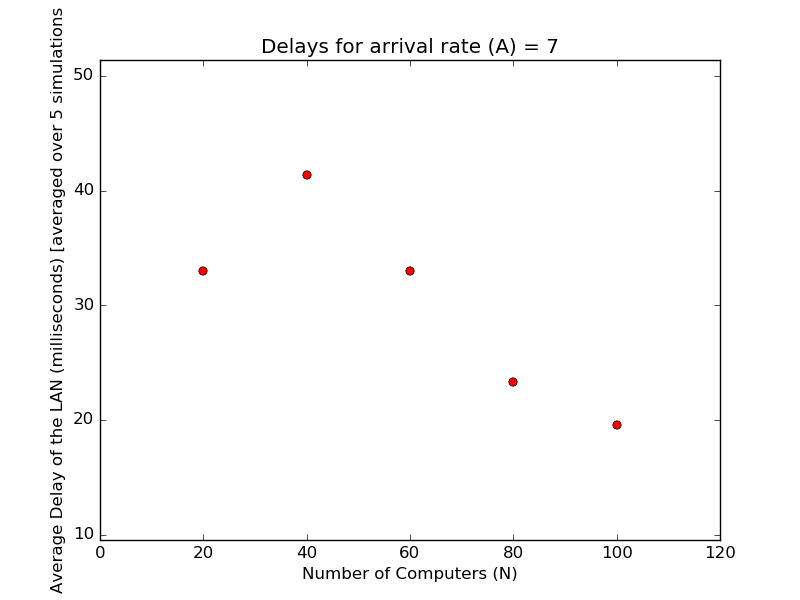 Delays for arrival rate (A) = 7
Average Delay of the LAN (milliseconds) [averaged over 5 simulations
50
40
30
20
10
0 20 40 60 80 100 120
Number of Computers (N)